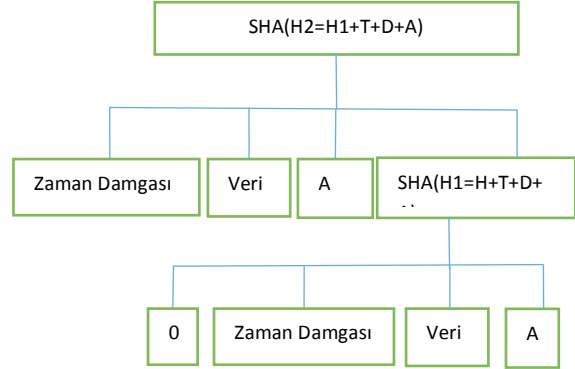 SHA(H2=H1+T+D+A)
Zaman Damgası
Veri
A
SHA(H1=H+T+D+
0
Zaman Damgası
Veri
A